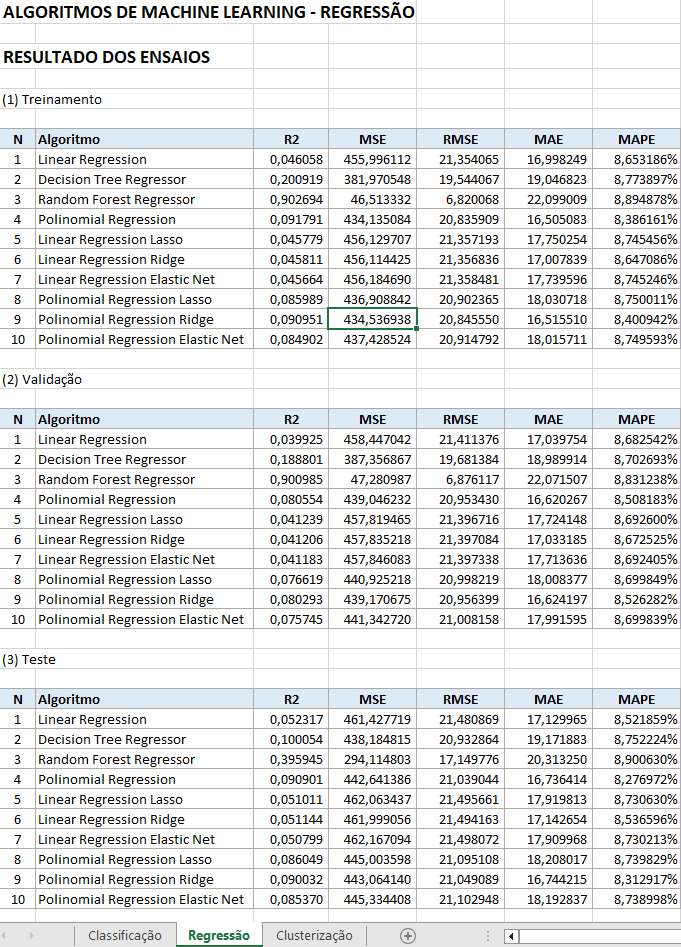 ALGORITMOS DE MACHINE LEARNING - REGRESSÃO
RESULTADO DOS ENSAIOS
(1) Treinamento
N Algoritmo R2 MSE RMSE MAE MAPE
1 Linear Regression 0,046058 455,996112 21,354065 16,998249 8,653186%
2 Decision Tree Regressor 0,200919 381,970548 19,544067 19,046823 8,773897%
3 Random Forest Regressor 0,902694 46,513332 6,820068 22,099009 8,894878%
4 Polinomial Regression 0,091791 434,135084 20,835909 16,505083 8,386161%
5 Linear Regression Lasso 0,045779 456,129707 21,357193 17,750254 8,745456%
6 Linear Regression Ridge 0,045811 456,114425 21,356836 17,007839 8,647086%
7 Linear Regression Elastic Net 0,045664 456,184690 21,358481 17,739596 8,745246%
8 Polinomial Regression Lasso 0,085989 436,908842 20,902365 18,030718 8,750011%
9 Polinomial Regression Ridge 0,090951 434,536938 20,845550 16,515510 8,400942%
10 Polinomial Regression Elastic Net 0,084902 437,428524 20,914792 18,015711 8,749593%
(2) Validação
N Algoritmo R2 MSE RMSE MAE MAPE
1 Linear Regression 0,039925 458,447042 21,411376 17,039754 8,682542%
2 Decision Tree Regressor 0,188801 387,356867 19,681384 18,989914 8,702693%
3 Random Forest Regressor 0,900985 47,280987 6,876117 22,071507 8,831238%
4 Polinomial Regression 0,080554 439,046232 20,953430 16,620267 8,508183%
5 Linear Regression Lasso 0,041239 457,819465 21,396716 17,724148 8,692600%
6 Linear Regression Ridge 0,041206 457,835218 21,397084 17,033185 8,672525%
7 Linear Regression Elastic Net 0,041183 457,846083 21,397338 17,713636 8,692405%
8 Polinomial Regression Lasso 0,076619 440,925218 20,998219 18,008377 8,699849%
9 Polinomial Regression Ridge 0,080293 439,170675 20,956399 16,624197 8,526282%
10 Polinomial Regression Elastic Net 0,075745 441,342720 21,008158 17,991595 8,699839%
(3) Teste
N Algoritmo R2 MSE RMSE MAE MAPE
1 Linear Regression 0,052317 461,427719 21,480869 17,129965 8,521859%
2 Decision Tree Regressor 0,100054 438,184815 20,932864 19,171883 8,752224%
3 Random Forest Regressor 0,395945 294,114803 17,149776 20,313250 8,900630%
4 Polinomial Regression 0,090901 442,641386 21,039044 16,736414 8,276972%
5 Linear Regression Lasso 0,051011 462,063437 21,495661 17,919813 8,730630%
6 Linear Regression Ridge 0,051144 461,999056 21,494163 17,142654 8,536596%
7 Linear Regression Elastic Net 0,050799 462,167094 21,498072 17,909968 8,730213%
8 Polinomial Regression Lasso 0,086049 445,003598 21,095108 18,208017 8,739829%
9 Polinomial Regression Ridge 0,090032 443,064140 21,049089 16,744215 8,312917%
10 Polinomial Regression Elastic Net 0,085370 445,334408 21,102948 18,192837 8,738998%
Classificação Regressão Clusterização